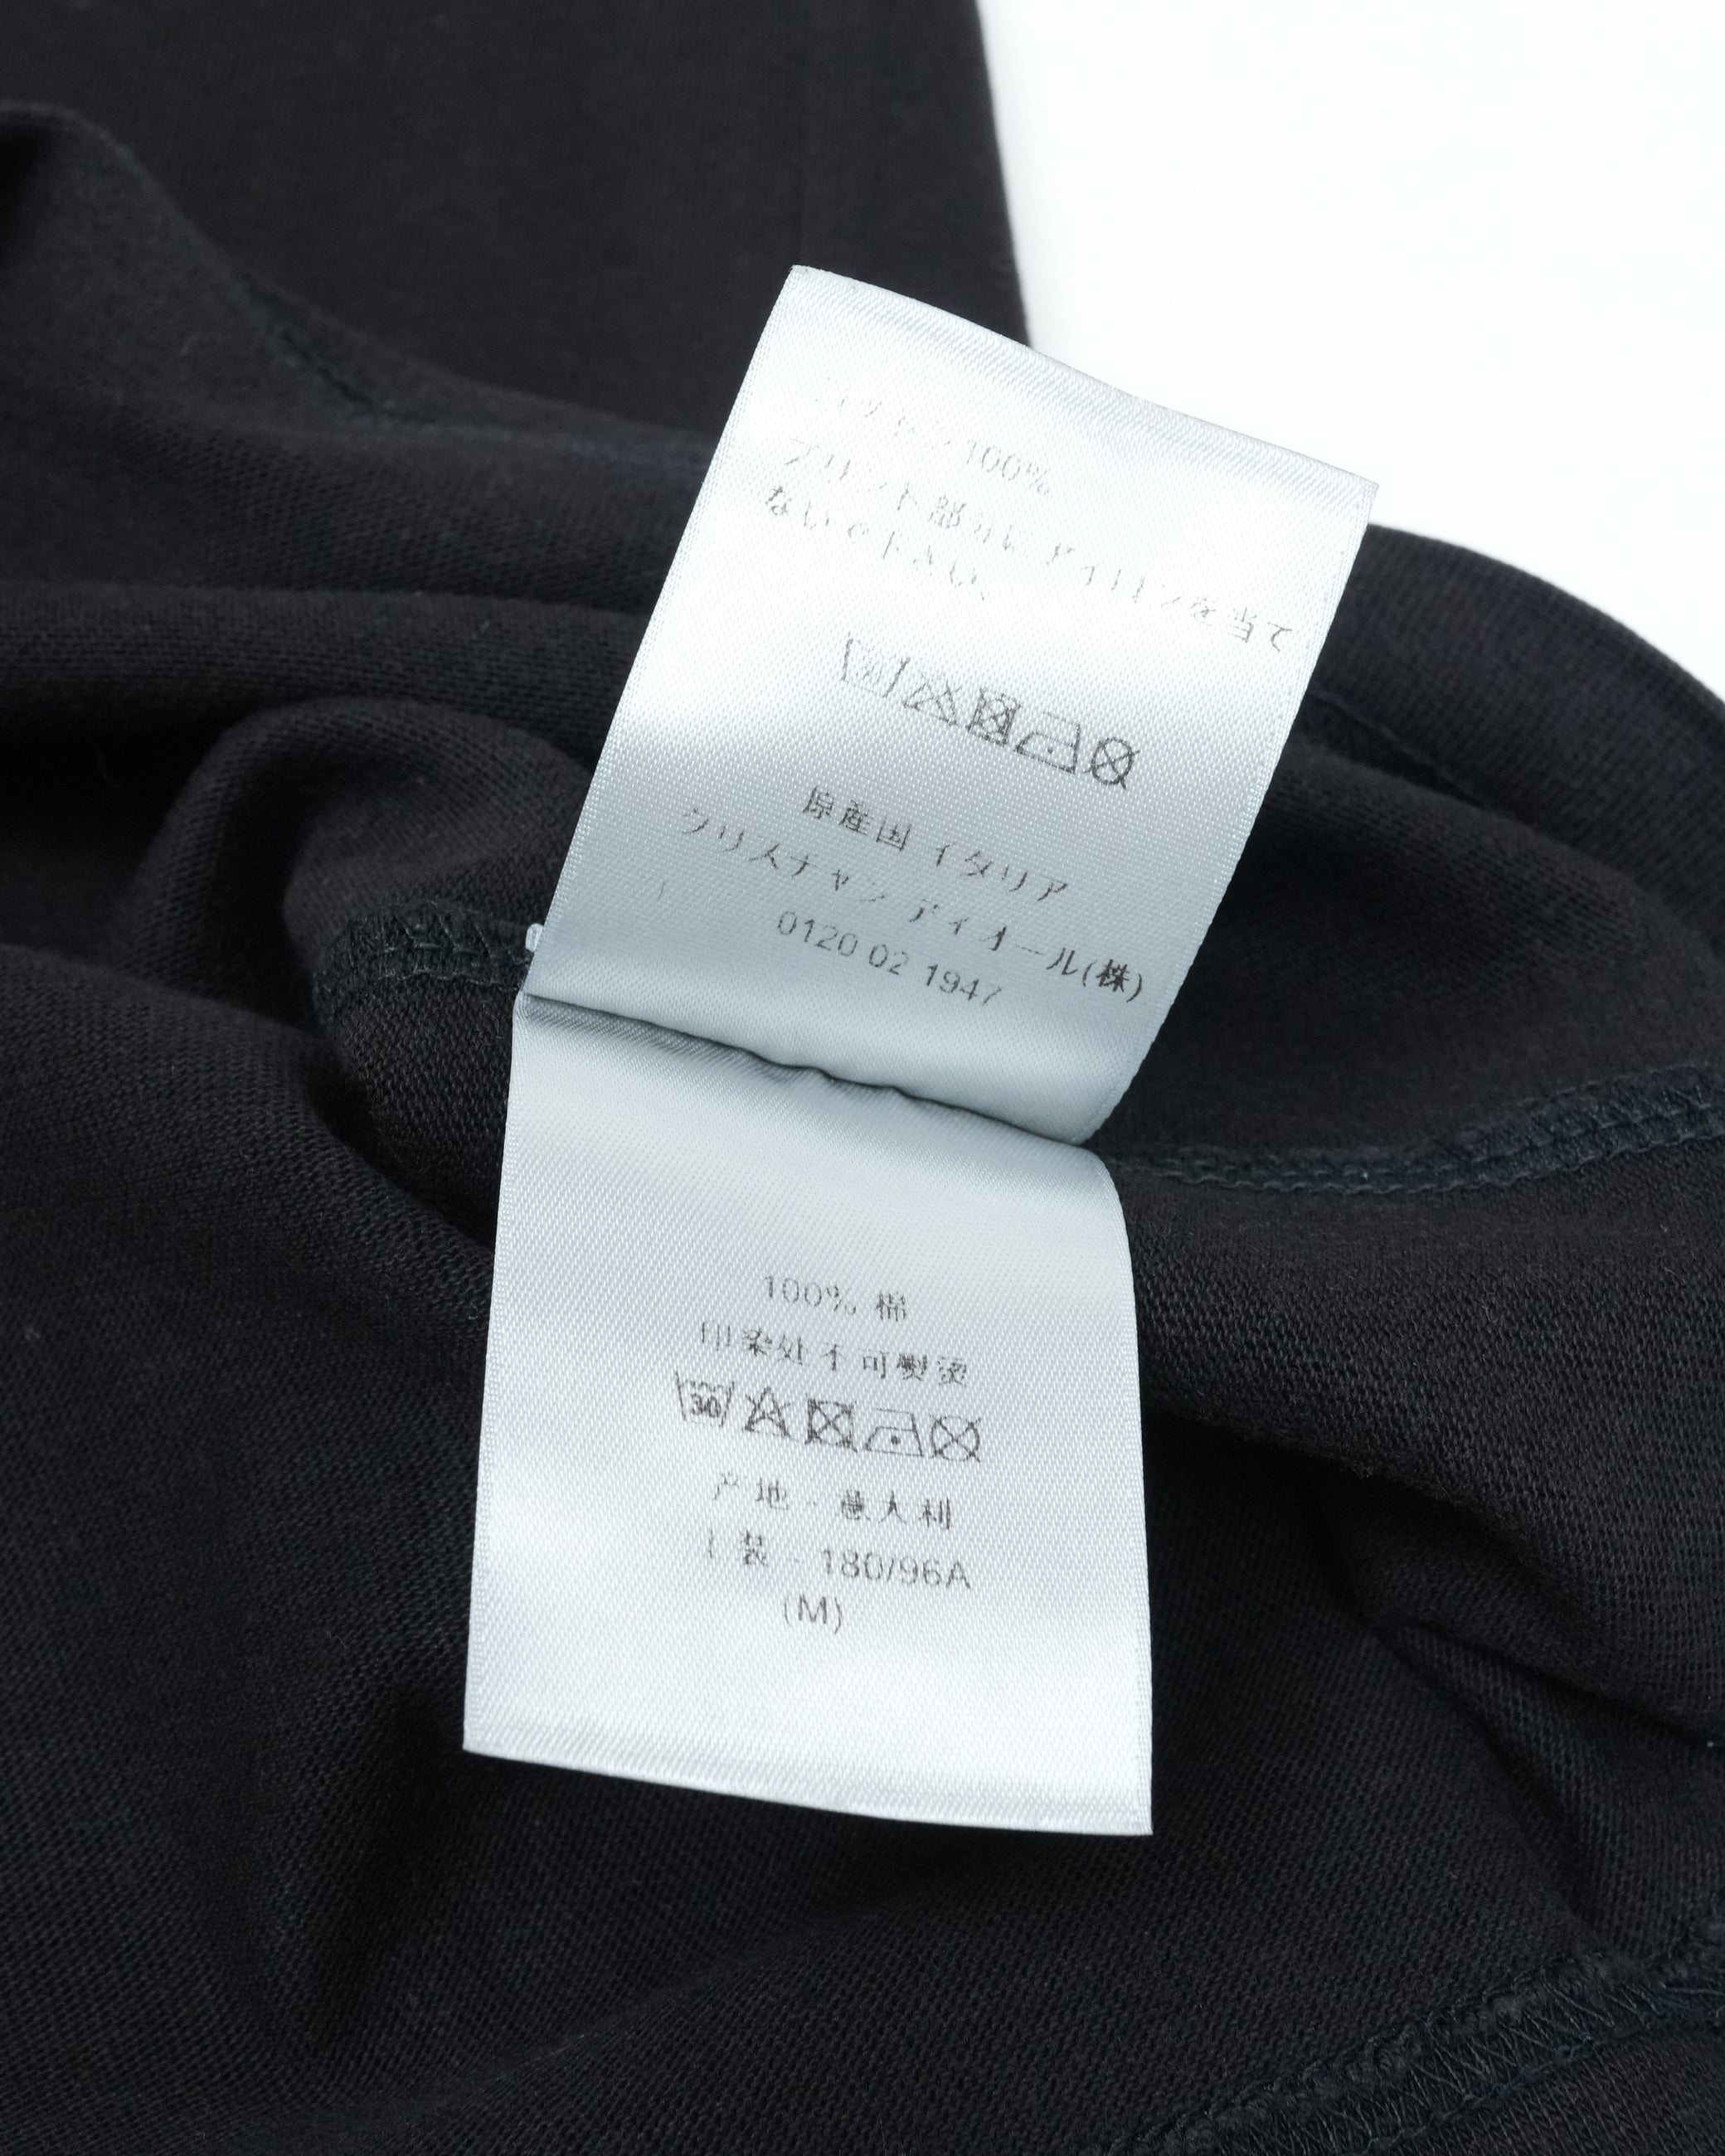 コットン100%
プリント部分に アイロンを当て
ないで下さい。
30
原産国 イタリア
クリスチャン ディオール(株)
0120 02 1947
100% 棉
印染处不可熨烫
30
产地 - 意大利
上装 - 180/96A
(M)